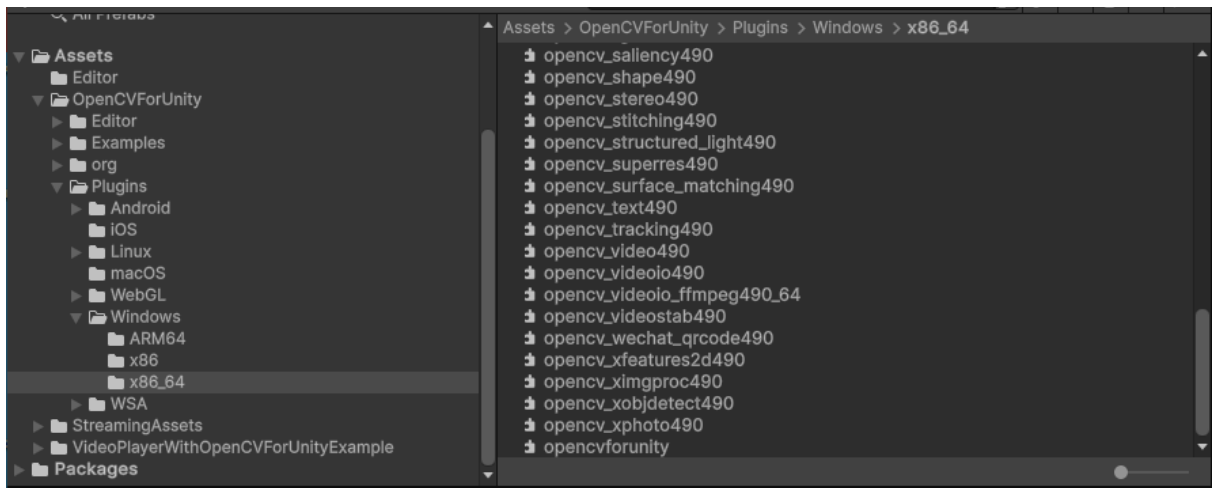 All Prefabs
Assets
Editor
OpenCVForUnity
Editor
Examples
org
Plugins
Android
iOS
Linux
macOS
WebGL
Windows
ARM64
x86
x86_64
WSA
StreamingAssets
VideoPlayerWithOpenCVForUnityExample
Packages
Assets > OpenCVForUnity > Plugins > Windows > x86_64
opencv_saliency490
opencv_shape490
opencv_stereo490
opencv_stitching490
opencv_structured_light490
opencv_superres490
opencv_surface_matching490
opencv_text490
opencv_tracking490
opencv_video490
opencv_videoio490
opencv_videoio_ffmpeg490_64
opencv_videostab490
opencv_wechat_qrcode490
opencv_xfeatures2d490
opencv_ximgproc490
opencv_xobjdetect490
opencv_xphoto490
opencvforunity